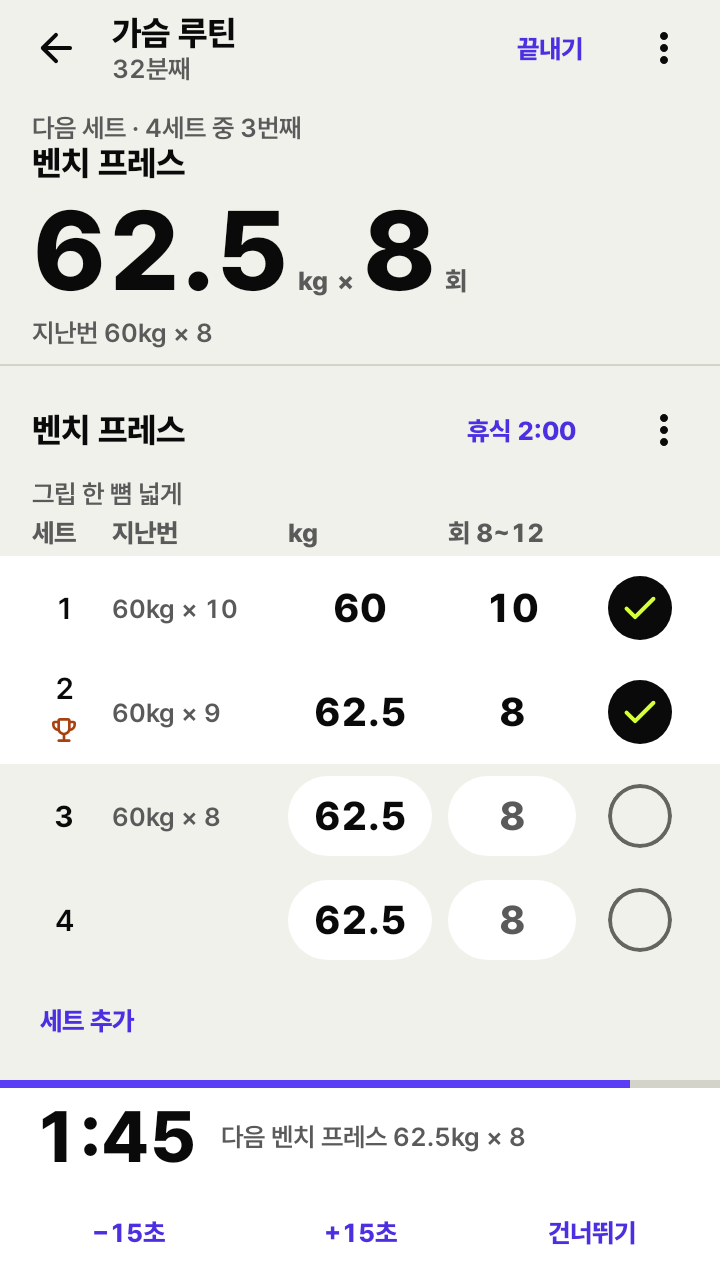 가슴 루틴
32분째
끝내기
다음 세트 · 4세트 중 3번째
벤치 프레스
62.5 kg × 8 회
지난번 60kg × 8
벤치 프레스
휴식 2:00
그립 한 뼘 넓게
세트 지난번 kg 회 8~12
1 60kg × 10 60 10
2 60kg × 9 62.5 8
3 60kg × 8 62.5 8
4 62.5 8
세트 추가
1:45 다음 벤치 프레스 62.5kg × 8
−15초 +15초 건너뛰기